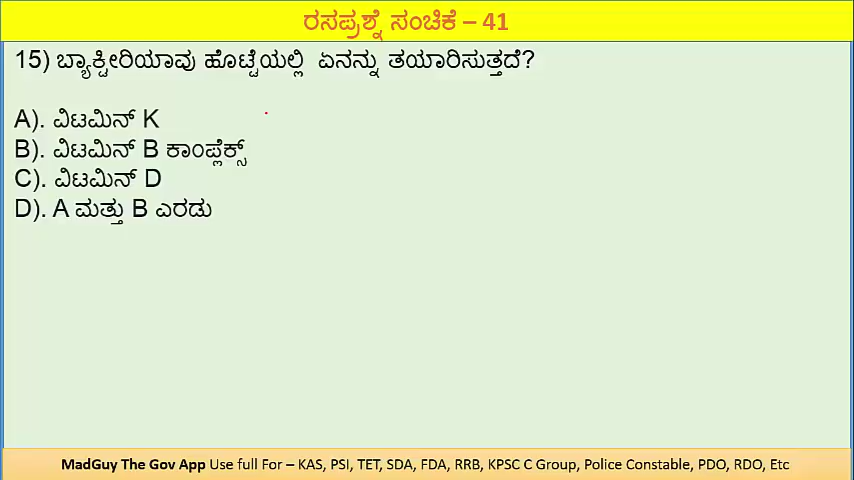 ರಸಪ್ರಶ್ನೆ ಸಂಚಿಕೆ – 41
15) ಬ್ಯಾಕ್ಟೀರಿಯಾವು ಹೊಟ್ಟೆಯಲ್ಲಿ ಏನನ್ನು ತಯಾರಿಸುತ್ತದೆ?
A). ವಿಟಮಿನ್ K
B). ವಿಟಮಿನ್ B ಕಾಂಪ್ಲೆಕ್ಸ್
C). ವಿಟಮಿನ್ D
D). A ಮತ್ತು B ಎರಡು
MadGuy The Gov App Use full For – KAS, PSI, TET, SDA, FDA, RRB, KPSC C Group, Police Constable, PDO, RDO, Etc